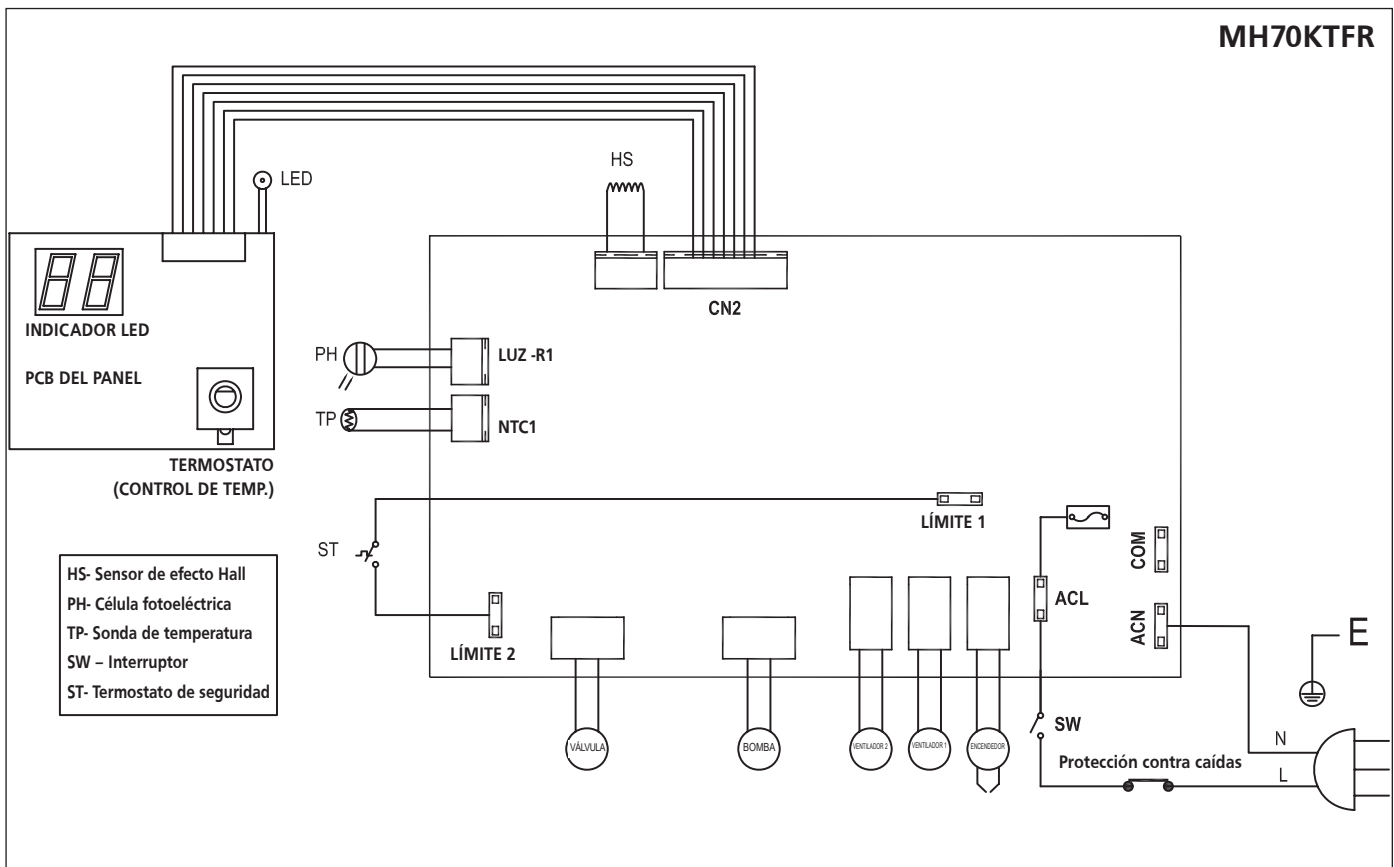 MH70KTFR
HS
LED
CN2
INDICADOR LED
PCB DEL PANEL
PH
LUZ -R1
TP
NTC1
TERMOSTATO
(CONTROL DE TEMP.)
LÍMITE 1
ST
COM
ACL
ACN
LÍMITE 2
E
HS- Sensor de efecto Hall
PH- Célula fotoeléctrica
TP- Sonda de temperatura
SW – Interruptor
ST- Termostato de seguridad
SW
VÁLVULA
BOMBA
VENTILADOR 2
VENTILADOR 1
ENCENDEDOR
N
Protección contra caídas
L